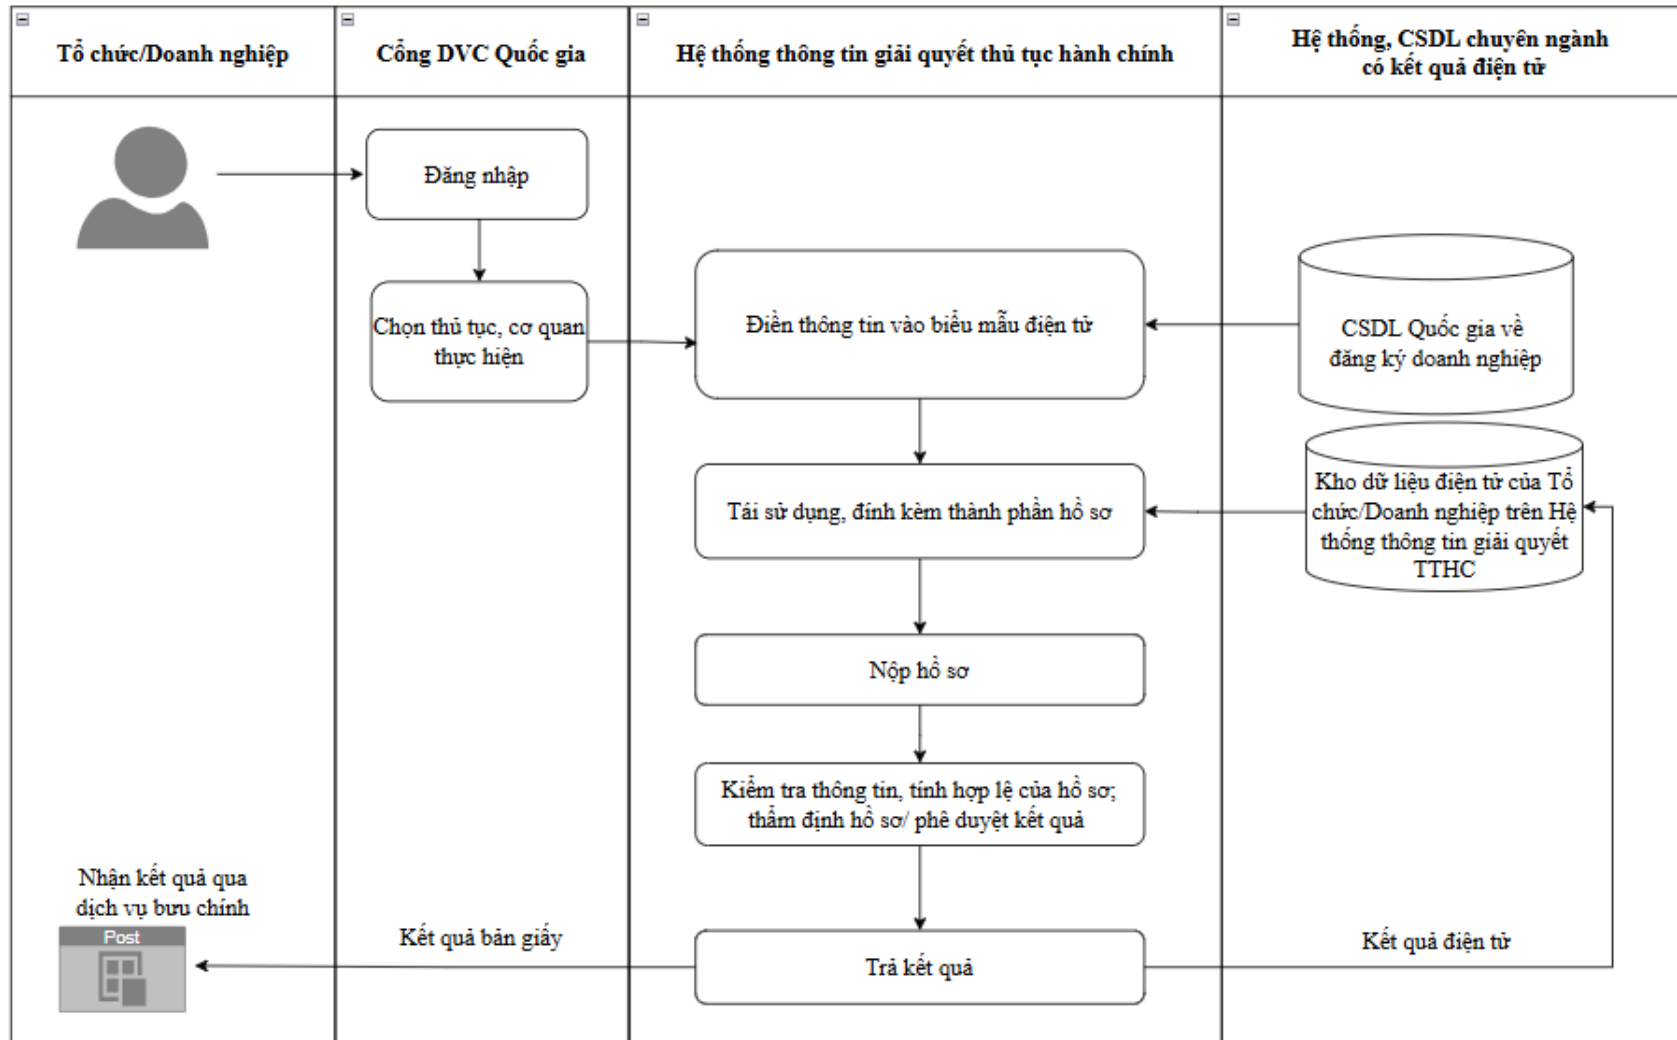 Tổ chức/Doanh nghiệp
Cổng DVC Quốc gia
Hệ thống thông tin giải quyết thủ tục hành chính
Hệ thống, CSDL chuyên ngành
có kết quả điện tử
Đăng nhập
Chọn thủ tục, cơ quan
thực hiện
Điền thông tin vào biểu mẫu điện tử
CSDL Quốc gia về
đăng ký doanh nghiệp
Tái sử dụng, đính kèm thành phần hồ sơ
Kho dữ liệu điện tử của Tổ
chức/Doanh nghiệp trên Hệ
thống thông tin giải quyết
TTHC
Nộp hồ sơ
Kiểm tra thông tin, tính hợp lệ của hồ sơ;
thẩm định hồ sơ/ phê duyệt kết quả
Nhận kết quả qua
dịch vụ bưu chính
Post
Kết quả bản giấy
Trả kết quả
Kết quả điện tử